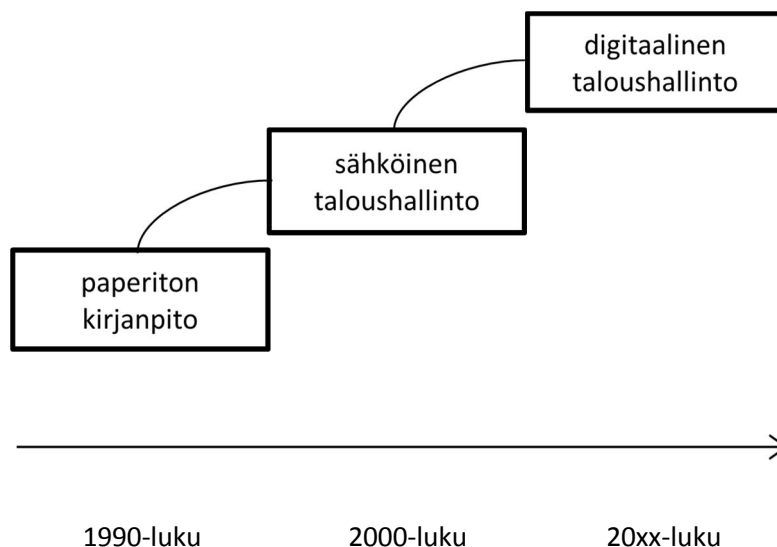 digitaalinen
taloushallinto
sähköinen
taloushallinto
paperiton
kirjanpito
1990-luku
2000-luku
20xx-luku